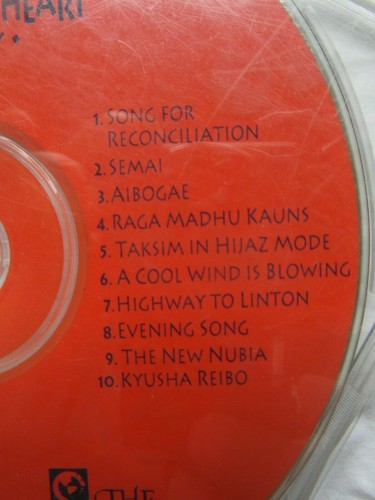 HEART
1. SONG FOR
RECONCILIATION
2. SEMAI
3. AIBOGAE
4. RAGA MADHU KAUNS
5. TAKSIM IN HIJAZ MODE
6. A COOL WIND IS BLOWING
7. HIGHWAY TO LINTON
8. EVENING SONG
9. THE NEW NUBIA
10. KYUSHA REIBO
THE